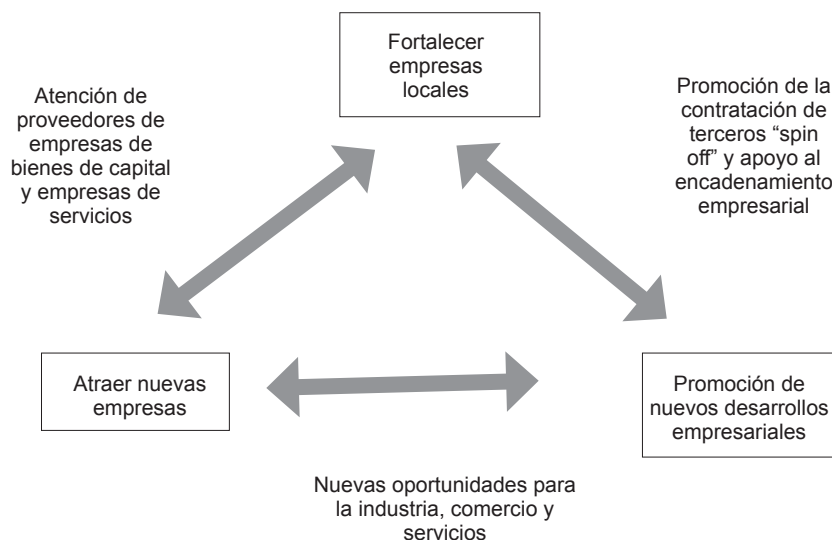 Fortalecer
empresas
locales
Atención de
proveedores de
empresas de
bienes de capital
y empresas de
servicios
Promoción de la
contratación de
terceros “spin
off” y apoyo al
encadenamiento
empresarial
Atraer nuevas
empresas
Promoción de
nuevos desarrollos
empresariales
Nuevas oportunidades para
la industria, comercio y
servicios